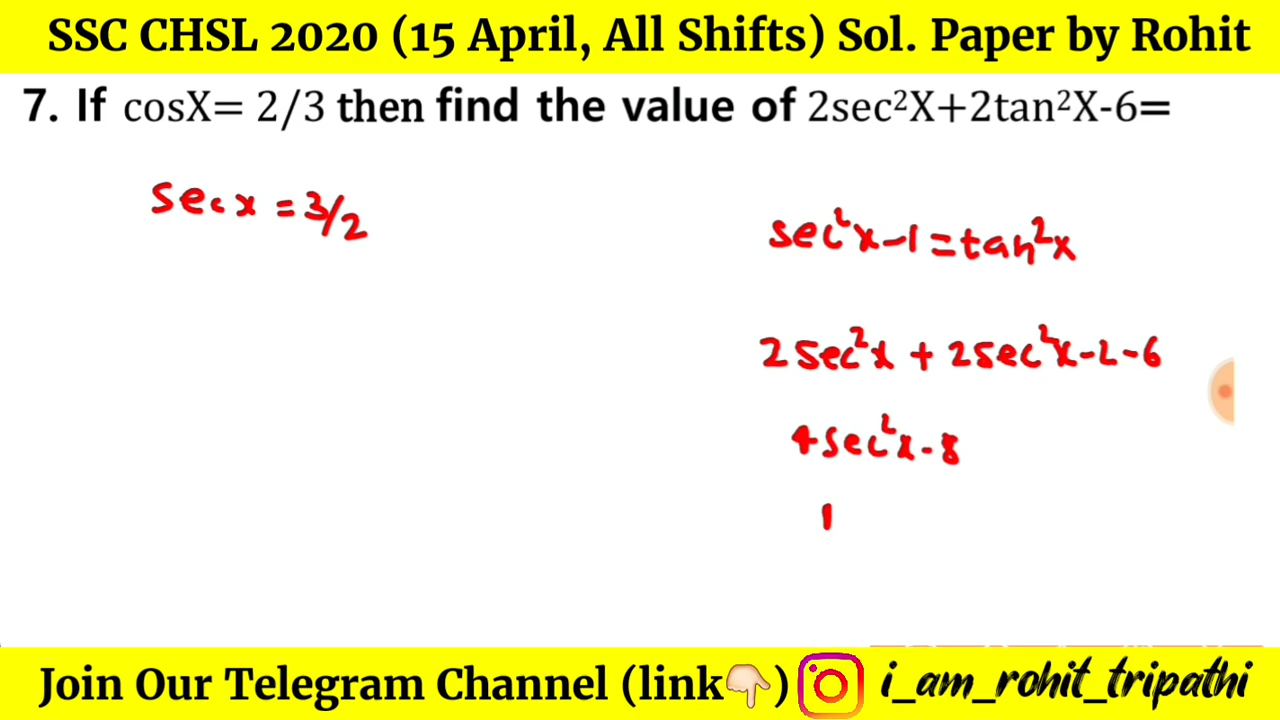 SSC CHSL 2020 (15 April, All Shifts) Sol. Paper by Rohit
7. If cosX= 2/3 then find the value of 2sec²X+2tan²X-6=
sec x = 3/2
sec²x-1=tan²x
2sec²x + 2sec²x-2-6
4sec²x-8
1
Join Our Telegram Channel (link👇🏻) i_am_rohit_tripathi